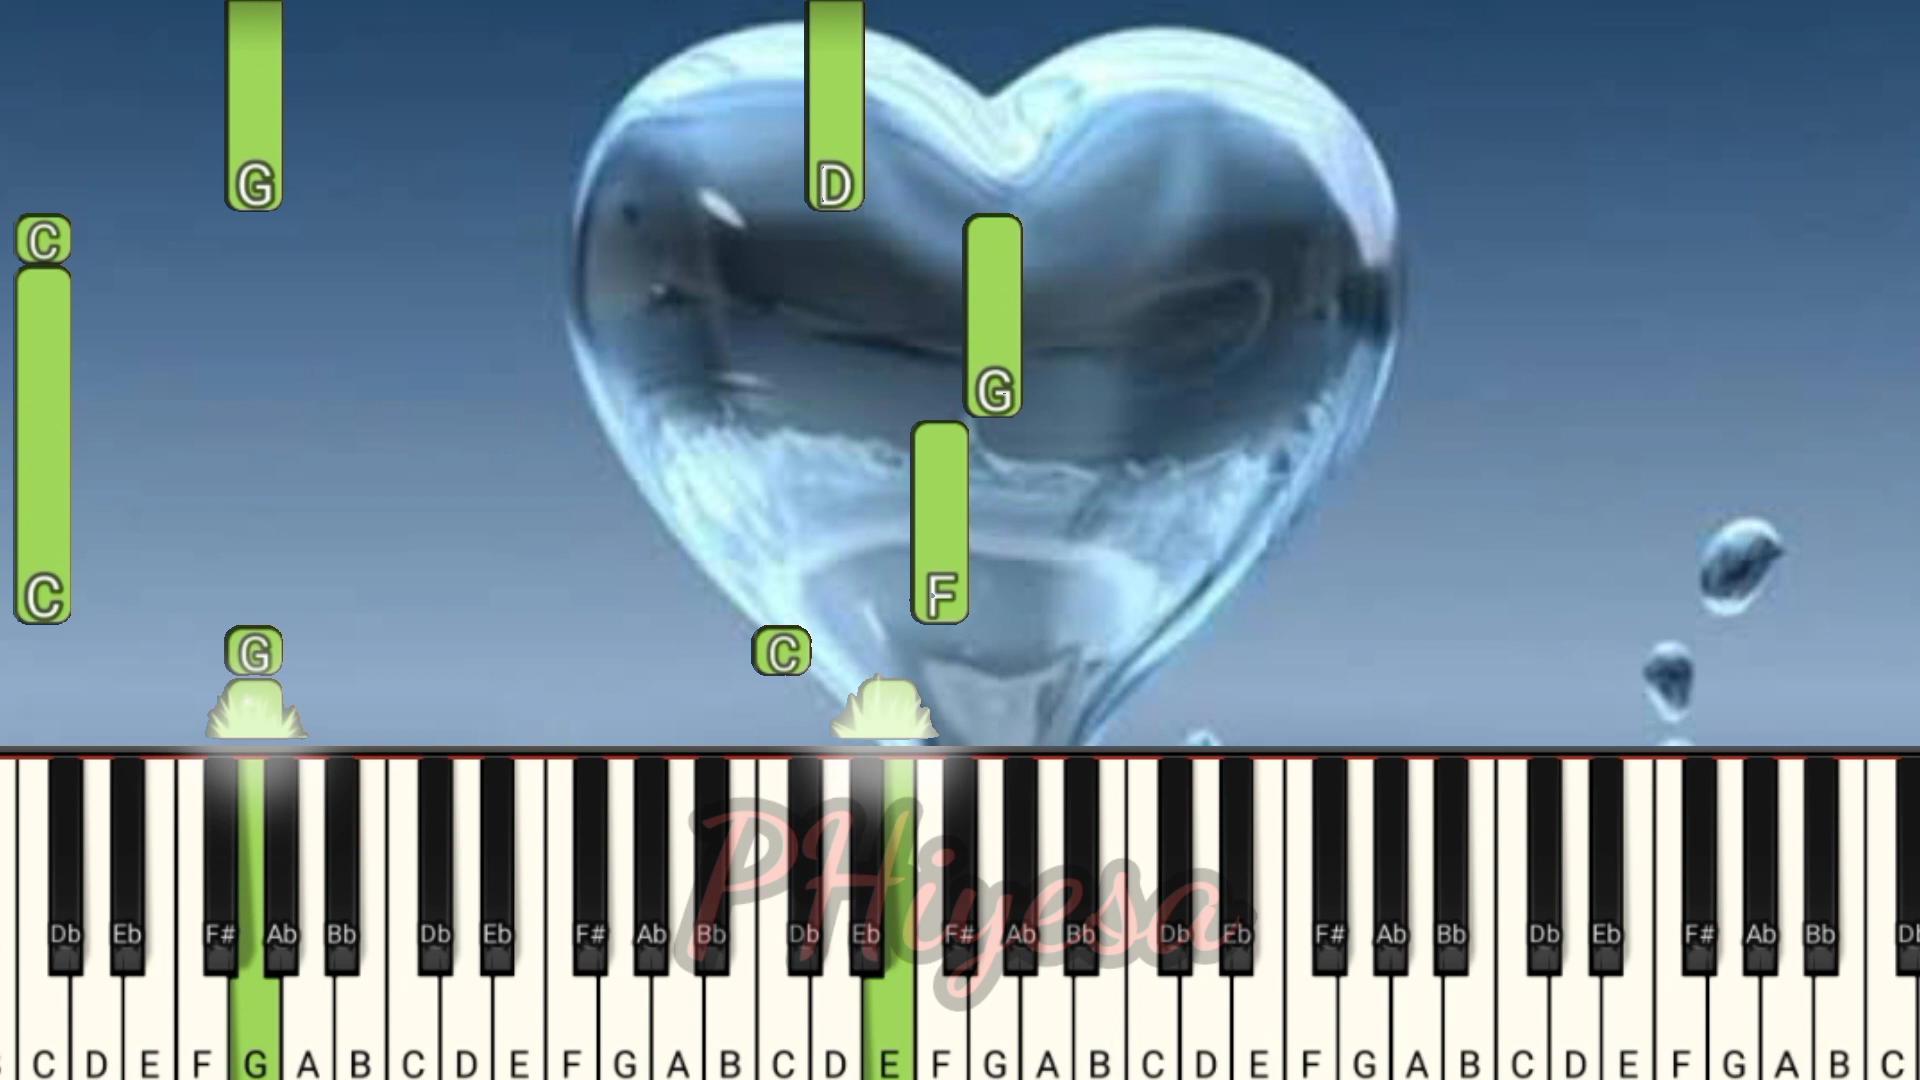 G D
C
G
C F
G C
PHiyesa
Db Eb F# Ab Bb Db Eb F# Ab Bb Db Eb F# Ab Bb Db Eb F# Ab Bb Db Eb F# Ab Bb
C D E F G A B C D E F G A B C D E F G A B C D E F G A B C D E F G A B C